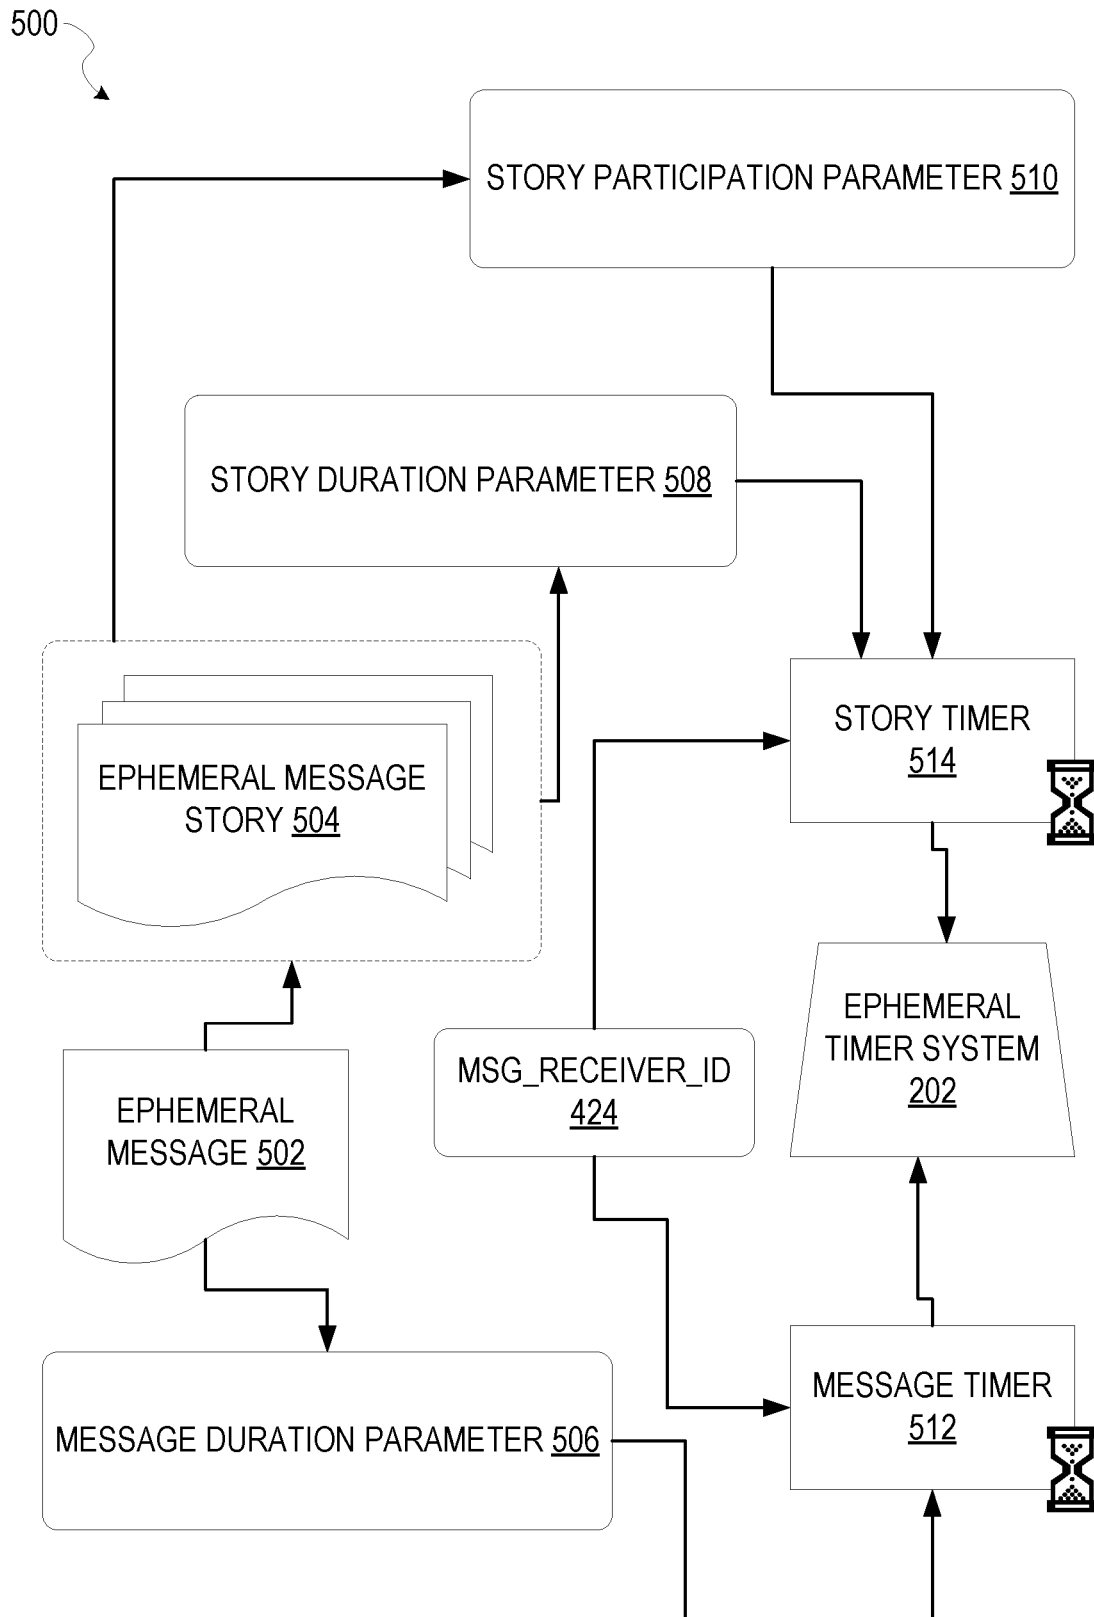 500
STORY PARTICIPATION PARAMETER 510
STORY DURATION PARAMETER 508
STORY TIMER
514
EPHEMERAL MESSAGE
STORY 504
EPHEMERAL
TIMER SYSTEM
202
MSG_RECEIVER_ID
424
EPHEMERAL
MESSAGE 502
MESSAGE TIMER
512
MESSAGE DURATION PARAMETER 506